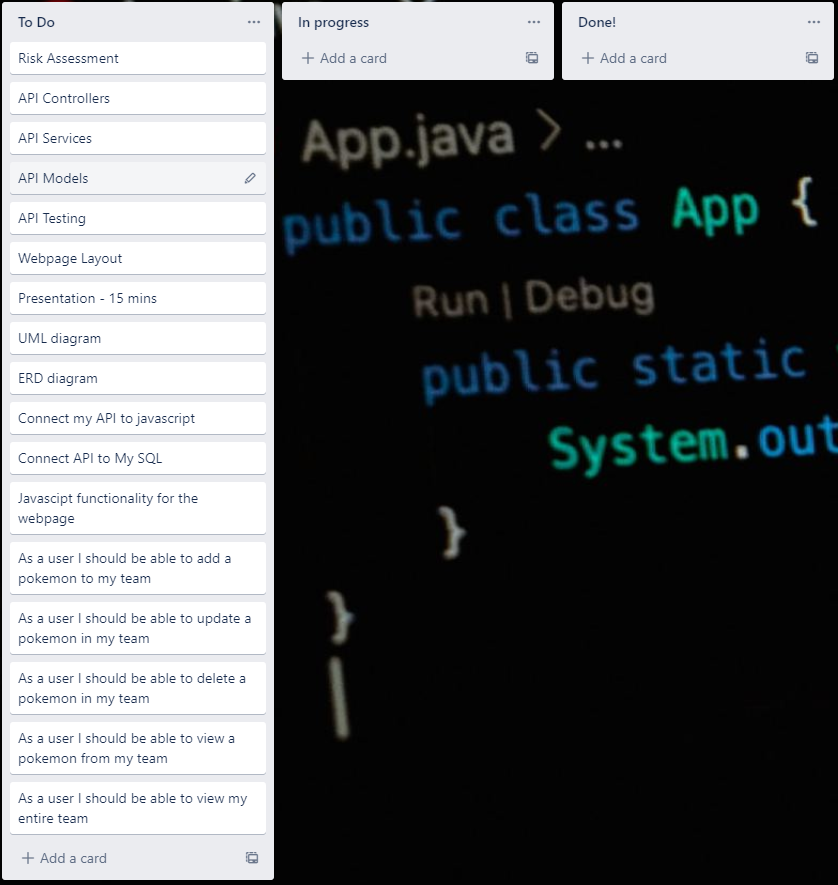 To Do
Risk Assessment
API Controllers
API Services
API Models
API Testing
Webpage Layout
Presentation - 15 mins
UML diagram
ERD diagram
Connect my API to javascript
Connect API to My SQL
Javascipt functionality for the
webpage
As a user I should be able to add a
pokemon to my team
As a user I should be able to update a
pokemon in my team
As a user I should be able to delete a
pokemon in my team
As a user I should be able to view a
pokemon from my team
As a user I should be able to view my
entire team
+ Add a card
In progress
+ Add a card
Done!
+ Add a card
App.java > ...
public class App {
Run | Debug
public static
System.out
}
}